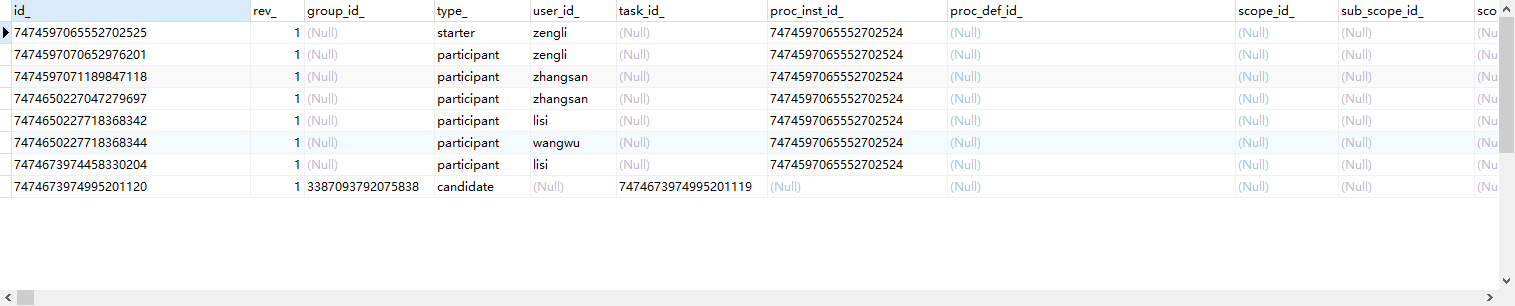 id_ rev_ group_id_ type_ user_id_ task_id_ proc_inst_id_ proc_def_id_ scope_id_ sub_scope_id_ sco
7474597065552702525 1 (Null) starter zengli (Null) 7474597065552702524 (Null) (Null) (Null) (Nu
7474597070652976201 1 (Null) participant zengli (Null) 7474597065552702524 (Null) (Null) (Null) (Nu
7474597071189847118 1 (Null) participant zhangsan (Null) 7474597065552702524 (Null) (Null) (Null) (Nu
7474650227047279697 1 (Null) participant zhangsan (Null) 7474597065552702524 (Null) (Null) (Null) (Nu
7474650227718368342 1 (Null) participant lisi (Null) 7474597065552702524 (Null) (Null) (Null) (Nu
7474650227718368344 1 (Null) participant wangwu (Null) 7474597065552702524 (Null) (Null) (Null) (Nu
7474673974458330204 1 (Null) participant lisi (Null) 7474597065552702524 (Null) (Null) (Null) (Nu
7474673974995201120 1 3387093792075838 candidate (Null) 7474673974995201119 (Null) (Null) (Null) (Null) (Nu